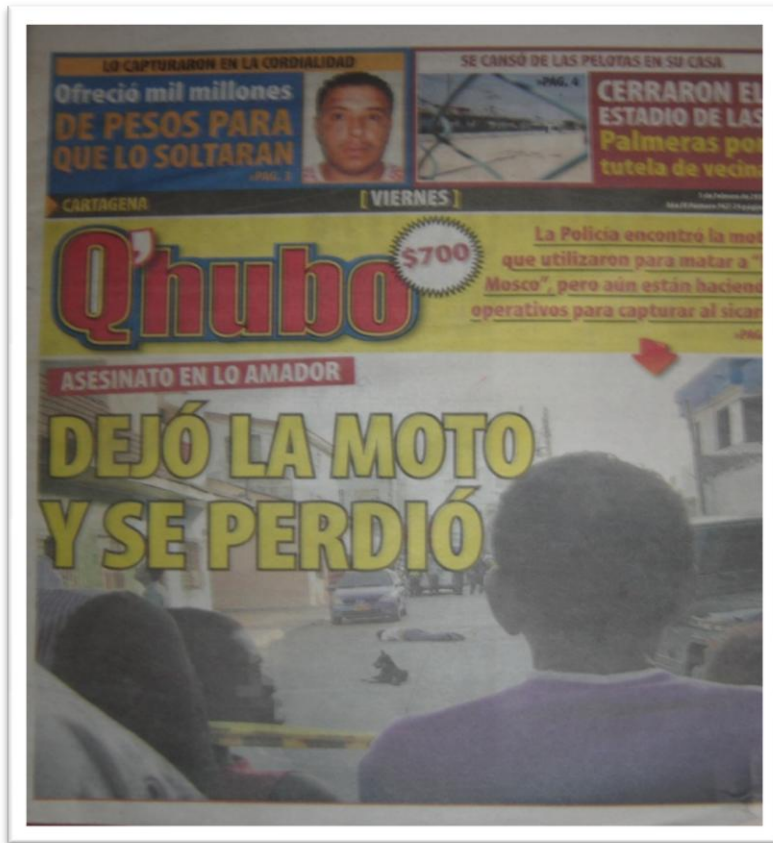 LO CAPTURARON EN LA CORDIALIDAD
Ofreció mil millones
DE PESOS PARA
QUE LO SOLTARAN
SE CANSÓ DE LAS PELOTAS EN SU CASA
•PAG. 4
CERRARON EL
ESTADIO DE LAS
Palmeras por
tutela de vecina
CARTAGENA
[ VIERNES ]
Q'hubo
$700
La Policía encontró la mot
que utilizaron para matar a
Mosco", pero aún están haciend
operativos para capturar al sicar
ASESINATO EN LO AMADOR
DEJÓ LA MOTO
Y SE PERDIÓ